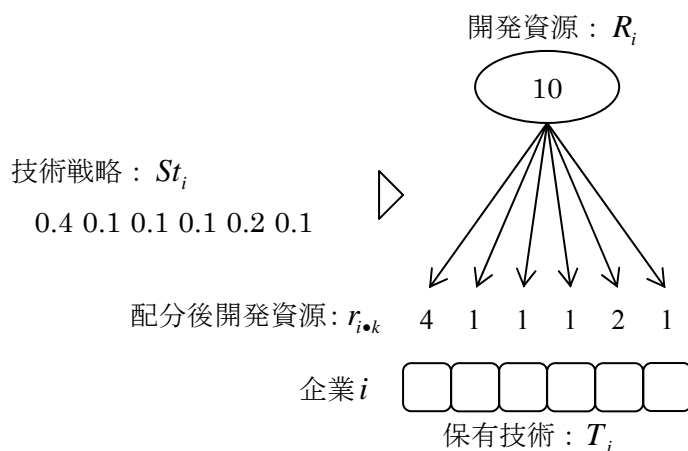 開発資源： R_i
10
技術戦略： St_i
0.4 0.1 0.1 0.1 0.2 0.1
配分後開発資源： r_{i●k} 4 1 1 1 2 1
企業 i
保有技術： T_i